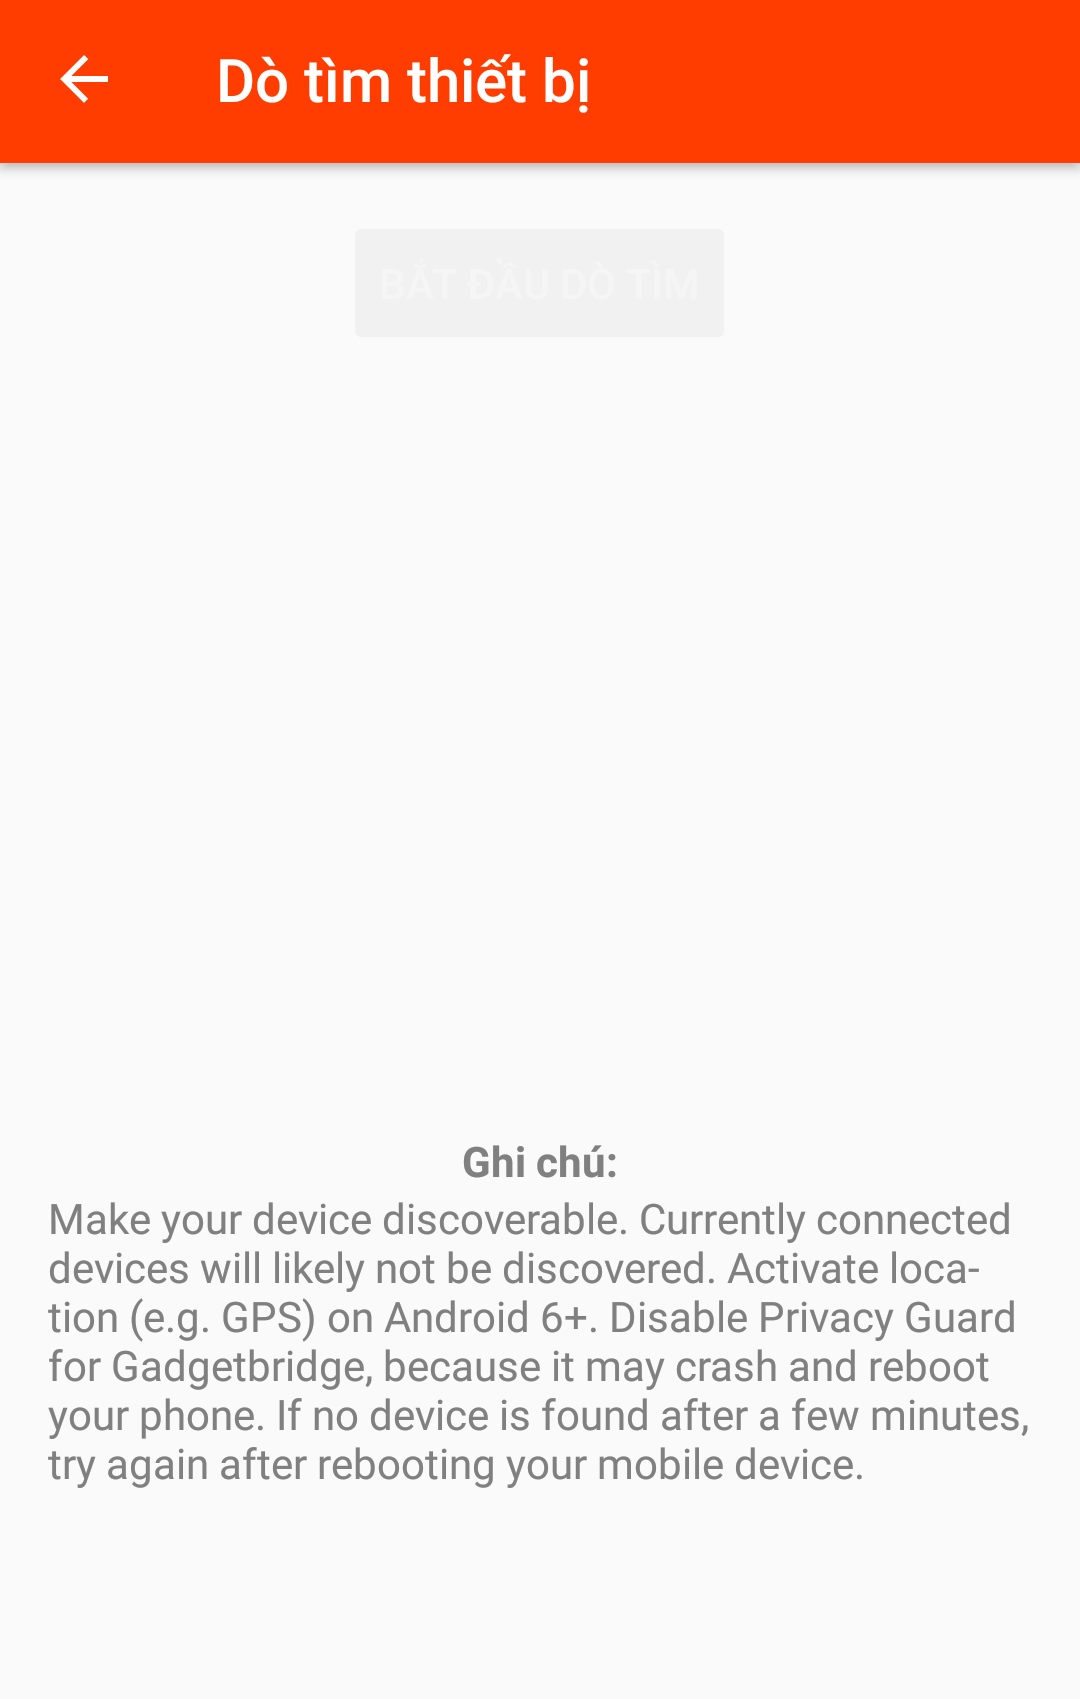 Dò tìm thiết bị
BẮT ĐẦU DÒ TÌM
Ghi chú:
Make your device discoverable. Currently connected
devices will likely not be discovered. Activate loca-
tion (e.g. GPS) on Android 6+. Disable Privacy Guard
for Gadgetbridge, because it may crash and reboot
your phone. If no device is found after a few minutes,
try again after rebooting your mobile device.